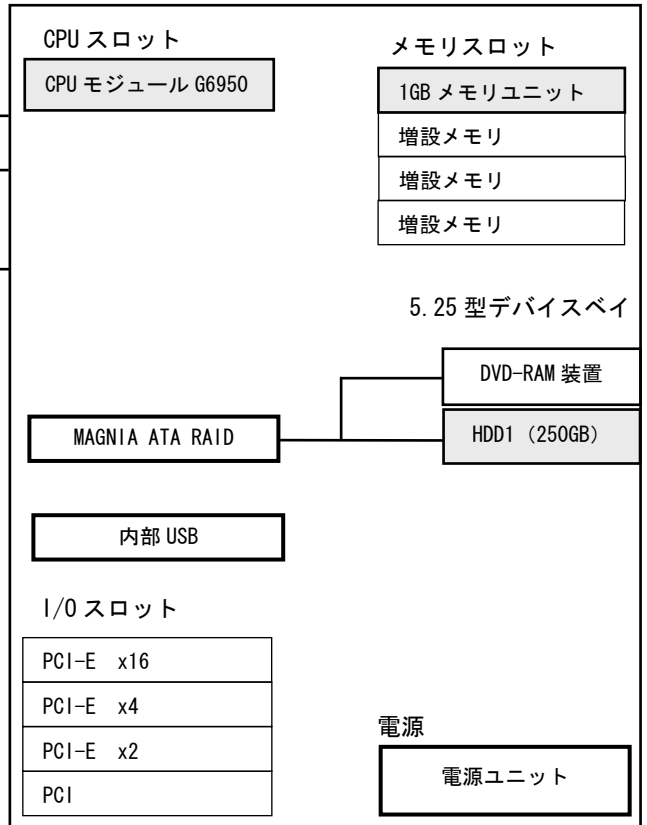 CPU スロット
CPU モジュール G6950
メモリスロット
1GB メモリユニット
増設メモリ
増設メモリ
増設メモリ
5.25 型デバイスベイ
DVD-RAM 装置
MAGNIA ATA RAID
HDD1 (250GB)
内部 USB
I/O スロット
PCI-E x16
PCI-E x4
PCI-E x2
PCI
電源
電源ユニット